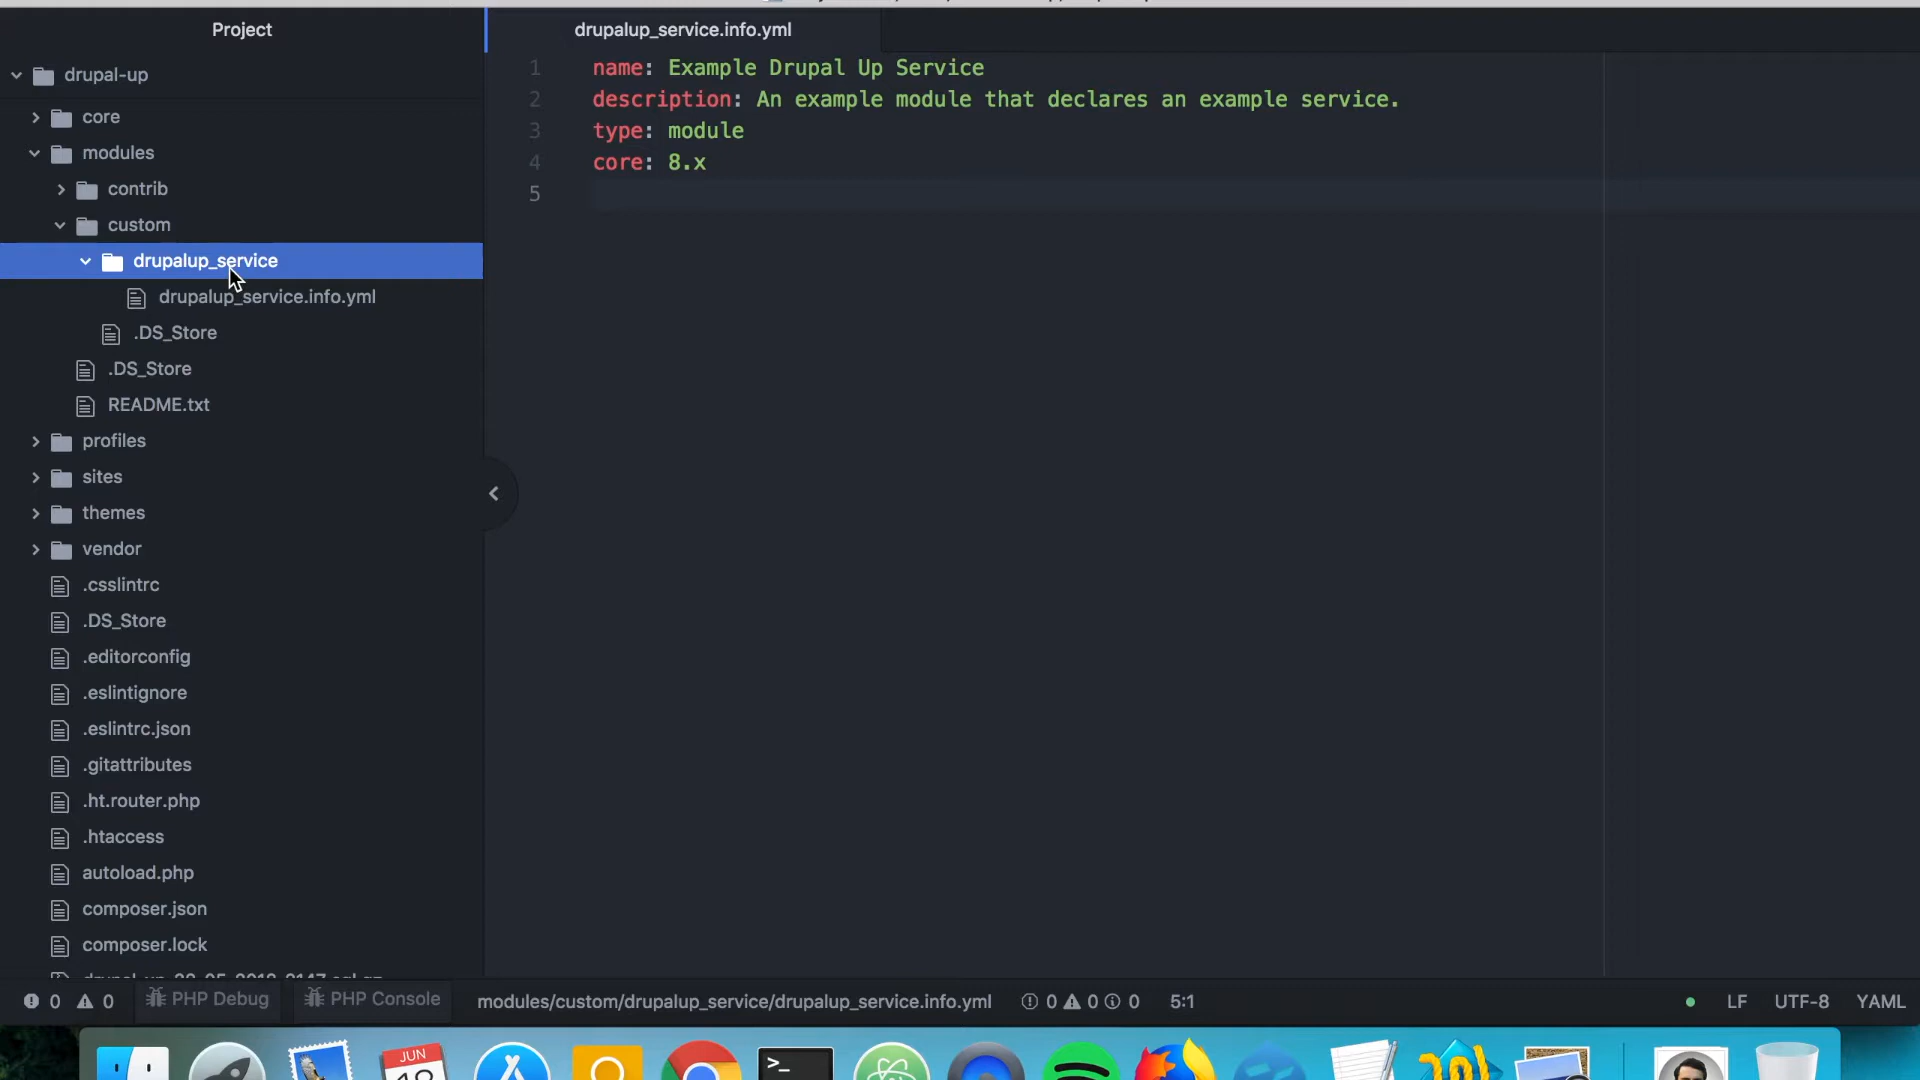 Project
drupal-up
core
modules
contrib
custom
drupalup_service
drupalup_service.info.yml
.DS_Store
.DS_Store
README.txt
profiles
sites
themes
vendor
.csslintrc
.DS_Store
.editorconfig
.eslintignore
.eslintrc.json
.gitattributes
.ht.router.php
.htaccess
autoload.php
composer.json
composer.lock
drupalup_service.info.yml
1 name: Example Drupal Up Service
2 description: An example module that declares an example service.
3 type: module
4 core: 8.x
5
0 0 PHP Debug PHP Console modules/custom/drupalup_service/drupalup_service.info.yml 0 0 0 5:1 LF UTF-8 YAML
JUN
>_